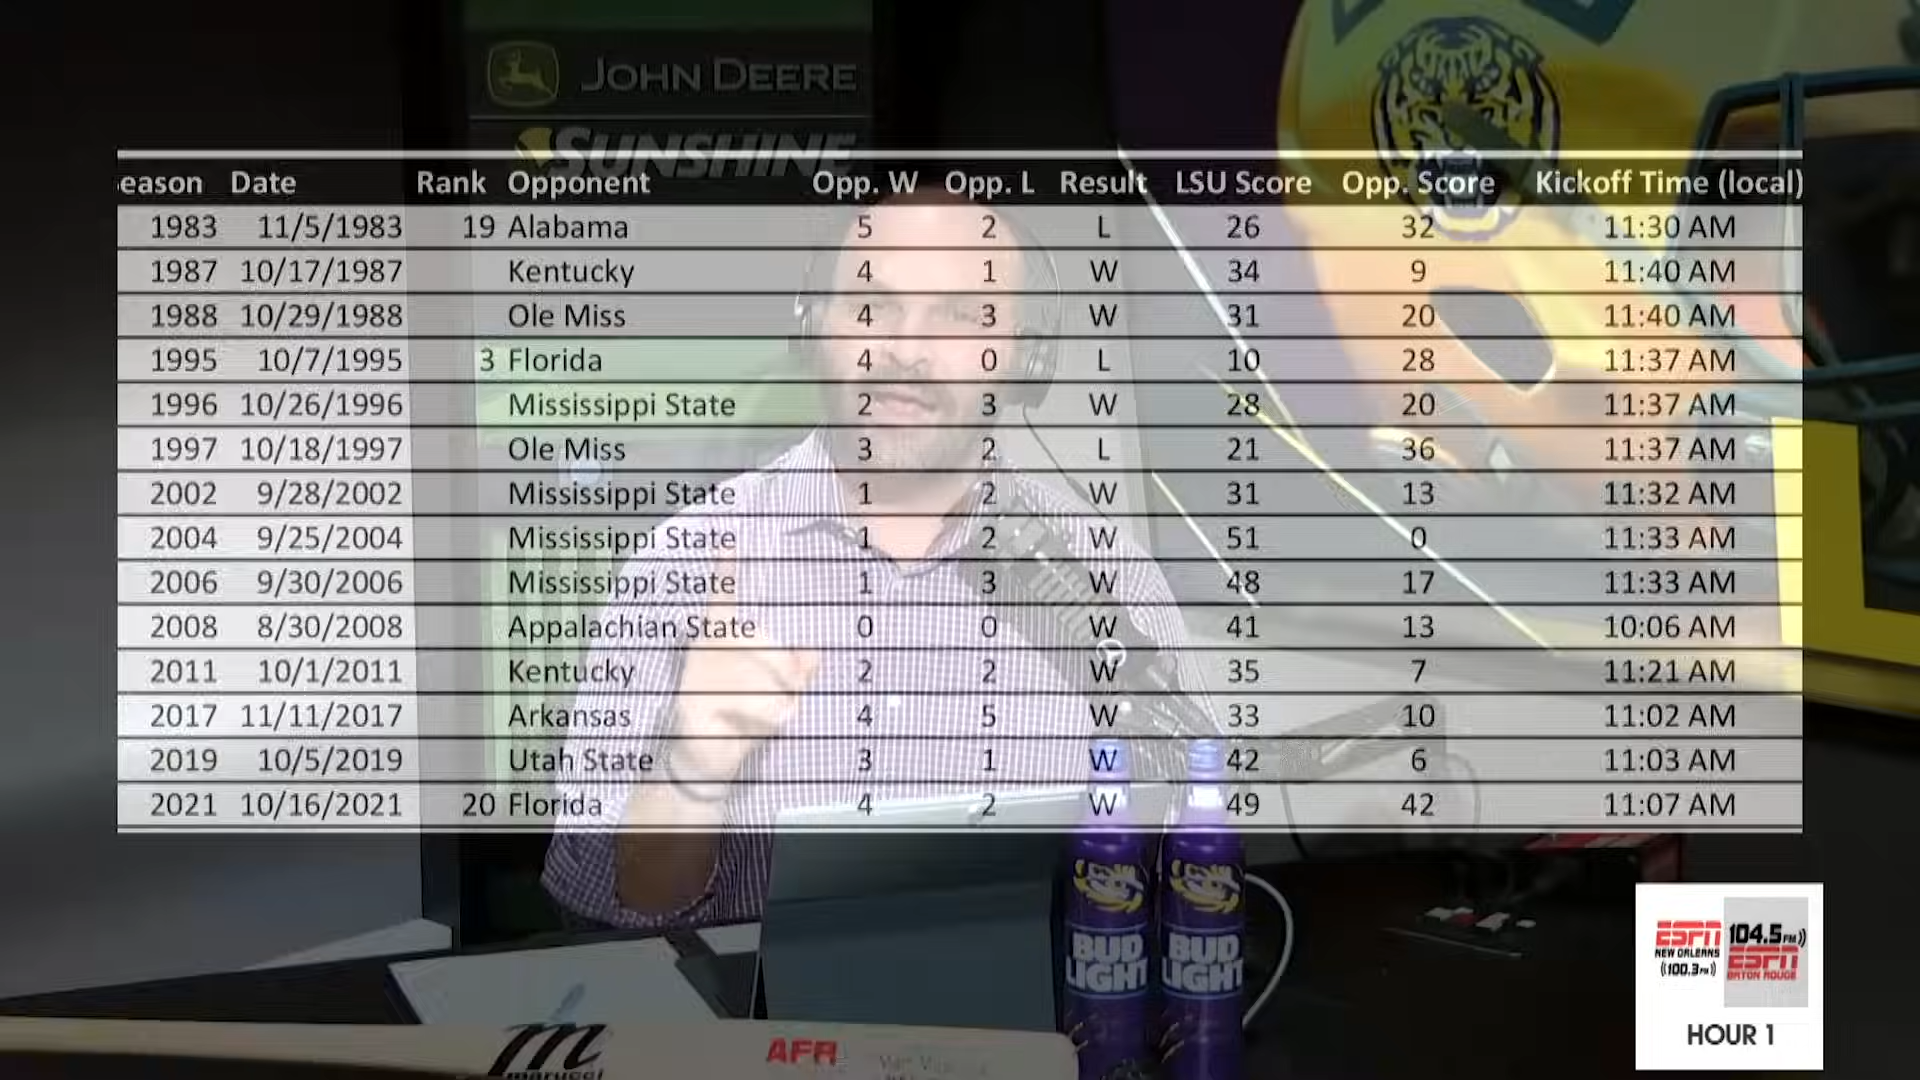 JOHN DEERE
SUNSHINE
eason Date Rank Opponent Opp. W Opp. L Result LSU Score Opp. Score Kickoff Time (local)
1983 11/5/1983 19 Alabama 5 2 L 26 32 11:30 AM
1987 10/17/1987 Kentucky 4 1 W 34 9 11:40 AM
1988 10/29/1988 Ole Miss 4 3 W 31 20 11:40 AM
1995 10/7/1995 3 Florida 4 0 L 10 28 11:37 AM
1996 10/26/1996 Mississippi State 2 3 W 28 20 11:37 AM
1997 10/18/1997 Ole Miss 3 2 L 21 36 11:37 AM
2002 9/28/2002 Mississippi State 1 2 W 31 13 11:32 AM
2004 9/25/2004 Mississippi State 1 2 W 51 0 11:33 AM
2006 9/30/2006 Mississippi State 1 3 W 48 17 11:33 AM
2008 8/30/2008 Appalachian State 0 0 W 41 13 10:06 AM
2011 10/1/2011 Kentucky 2 2 W 35 7 11:21 AM
2017 11/11/2017 Arkansas 4 5 W 33 10 11:02 AM
2019 10/5/2019 Utah State 3 1 W 42 6 11:03 AM
2021 10/16/2021 20 Florida 4 2 W 49 42 11:07 AM
BUD LIGHT
BUD LIGHT
ESPN
NEW ORLEANS
((100.3 FM))
104.5 FM
ESPN
BATON ROUGE
HOUR 1
m
marucci
AFR